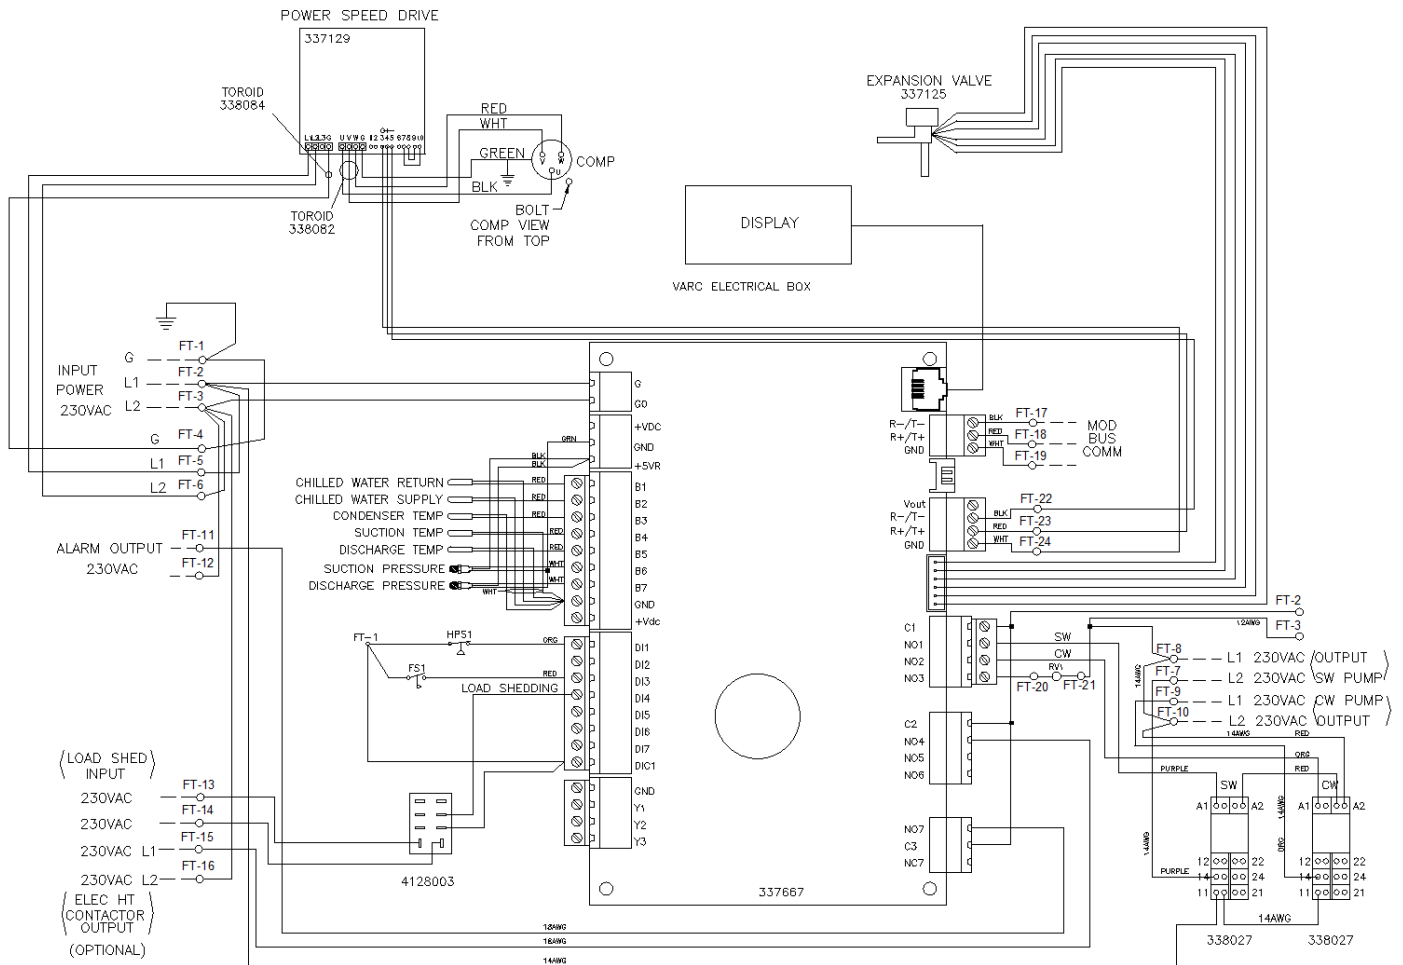 POWER SPEED DRIVE
337129
TOROID
338084
L1L2L3G UVWG 12345 678910
RED
WHT
GREEN
BLK
V
W
U
COMP
BOLT
COMP VIEW
FROM TOP
TOROID
338082
EXPANSION VALVE
337125
DISPLAY
VARC ELECTRICAL BOX
INPUT
POWER
230VAC
G FT-1
L1 FT-2
L2 FT-3
G FT-4
L1 FT-5
L2 FT-6
ALARM OUTPUT
230VAC
FT-11
FT-12
G
G0
+VDC
GND
+5VR
GRN
BLK
BLK
CHILLED WATER RETURN RED B1
CHILLED WATER SUPPLY RED B2
CONDENSER TEMP RED B3
SUCTION TEMP RED B4
DISCHARGE TEMP RED B5
SUCTION PRESSURE WHT B6
DISCHARGE PRESSURE WHT B7
WHT
GND
+Vdc
FT-1
HPS1
ORG
DI1
DI2
FS1
RED
DI3
LOAD SHEDDING
DI4
DI5
DI6
DI7
DIC1
GND
Y1
Y2
Y3
R-/T-
R+/T+
GND
BLK
RED
WHT
FT-17
FT-18
FT-19
MOD
BUS
COMM
Vout
R-/T-
R+/T+
GND
BLK
RED
WHT
FT-22
FT-23
FT-24
C1
NO1
NO2
NO3
SW
CW
FT-20
RV1
FT-21
C2
NO4
NO5
NO6
NO7
C3
NC7
337667
FT-2
12AWG
FT-3
FT-8 L1 230VAC (OUTPUT
FT-7 L2 230VAC SW PUMP)
FT-9 L1 230VAC (CW PUMP
FT-10 L2 230VAC OUTPUT)
14AWG
14AWG
RED
ORG
PURPLE
RED
SW
CW
A1 A2
A1 A2
14AWG
14AWG
ORG
PURPLE
12 22
14 24
11 21
12 22
14 24
11 21
14AWG
338027
338027
(LOAD SHED)
INPUT
230VAC FT-13
230VAC FT-14
230VAC L1 FT-15
230VAC L2 FT-16
(ELEC HT
CONTACTOR
OUTPUT)
(OPTIONAL)
4128003
18AWG
18AWG
14AWG